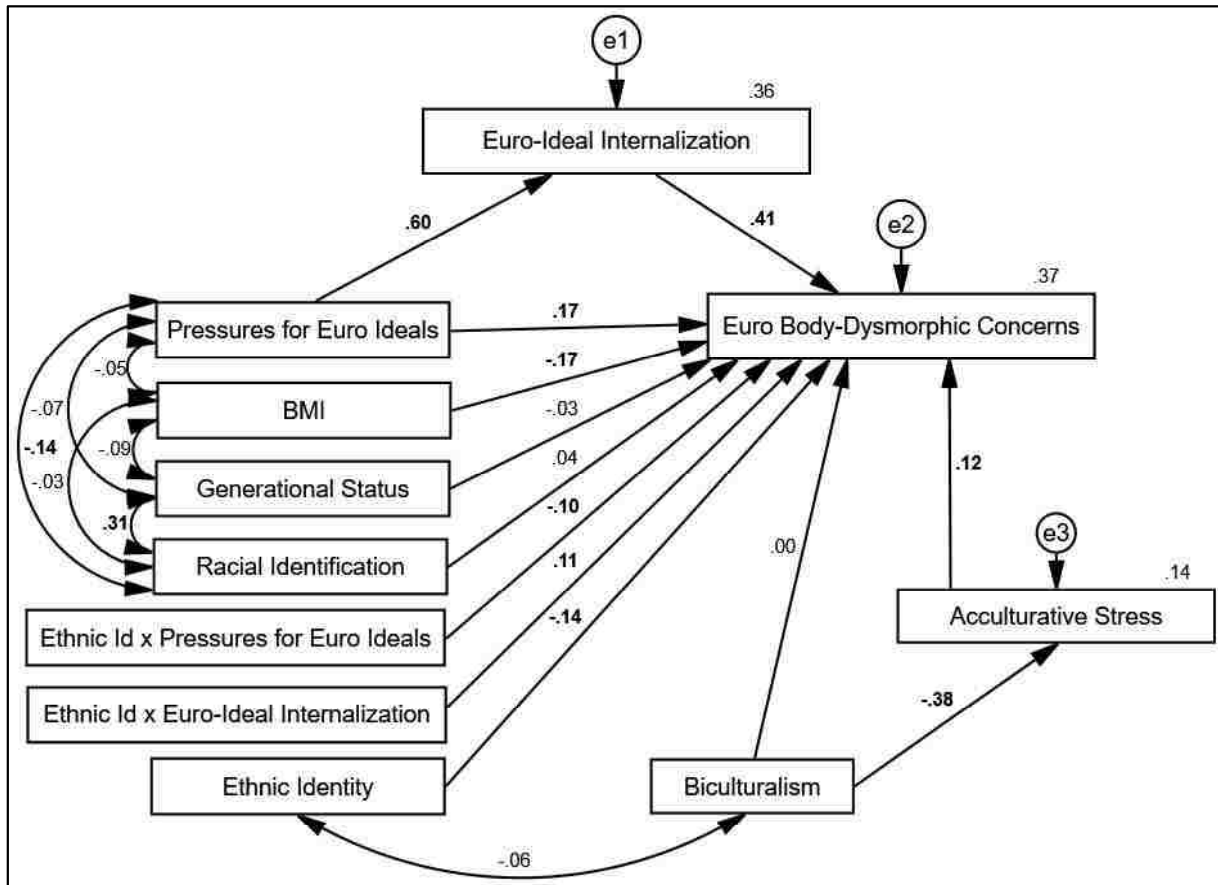 e1
.36
Euro-Ideal Internalization
.60
.41
e2
.37
Pressures for Euro Ideals
.17
Euro Body-Dysmorphic Concerns
-.05
-.17
BMI
-.07
-.03
-.09
-.14
.04
-.03
Generational Status
-.10
.12
.31
Racial Identification
.11
.00
e3
.14
-.14
Ethnic Id x Pressures for Euro Ideals
Acculturative Stress
Ethnic Id x Euro-Ideal Internalization
-.38
Ethnic Identity
Biculturalism
-.06